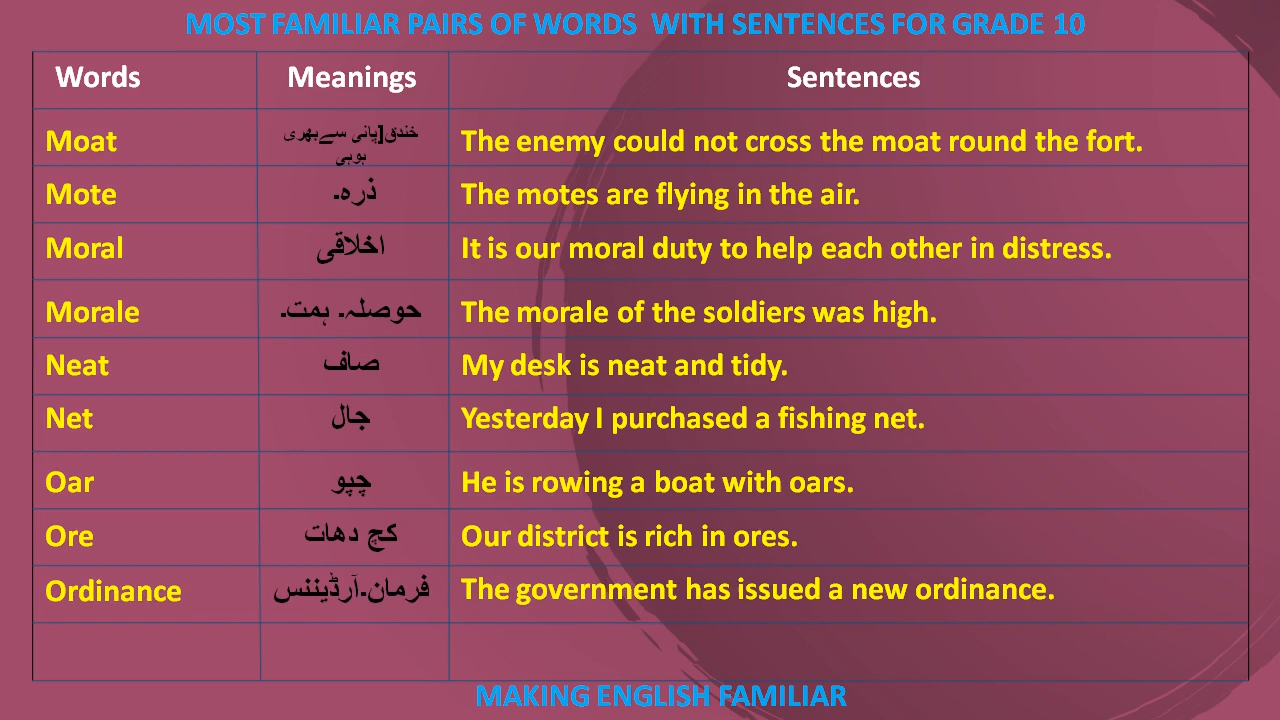 MOST FAMILIAR PAIRS OF WORDS WITH SENTENCES FOR GRADE 10
Words Meanings Sentences
Moat خندق[پانی سےبھری ہوہی The enemy could not cross the moat round the fort.
Mote ذرہ۔ The motes are flying in the air.
Moral اخلاقی It is our moral duty to help each other in distress.
Morale حوصلہ۔ ہمت۔ The morale of the soldiers was high.
Neat صاف My desk is neat and tidy.
Net جال Yesterday I purchased a fishing net.
Oar چپو He is rowing a boat with oars.
Ore کچ دھات Our district is rich in ores.
Ordinance فرمان۔آرڈیننس The government has issued a new ordinance.
MAKING ENGLISH FAMILIAR